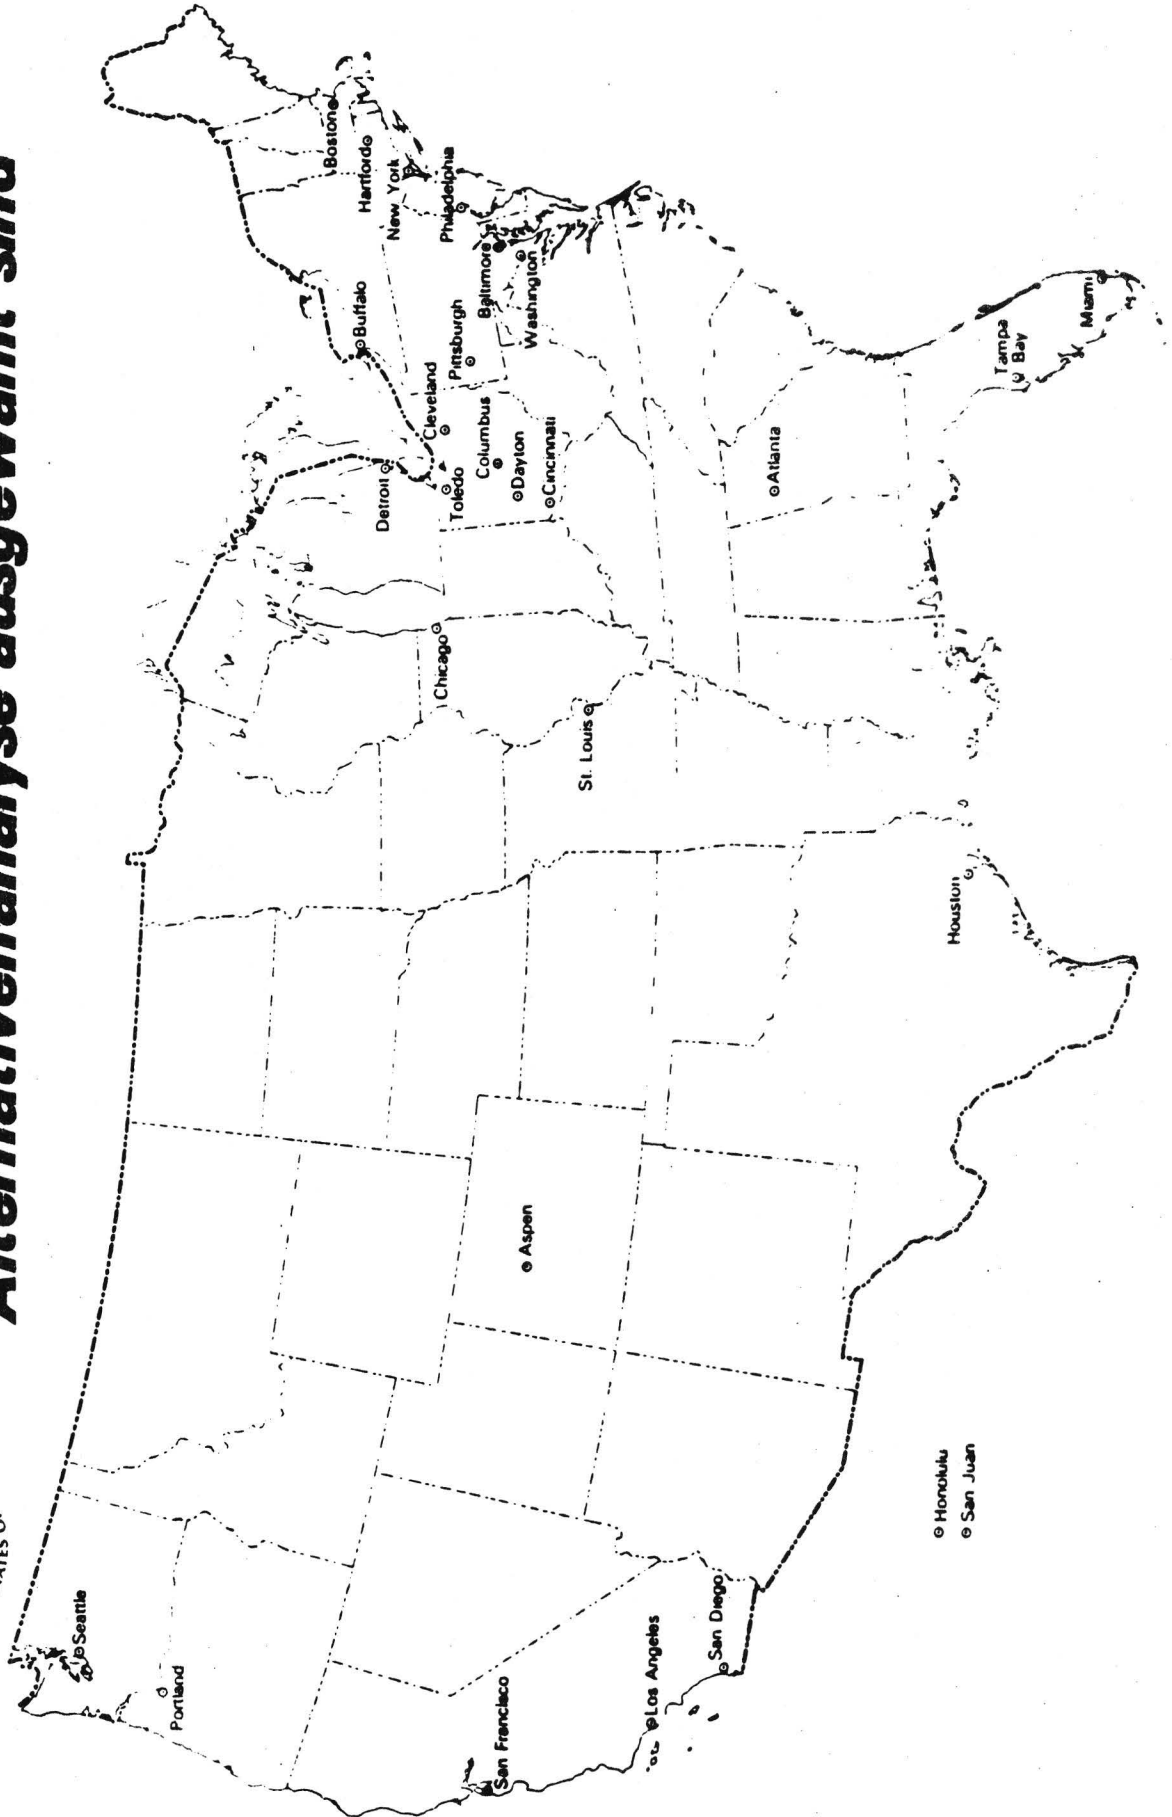 Alternativenanalyse ausgewählt sind
Seattle
Portland
San Francisco
Los Angeles
San Diego
Honolulu
San Juan
Aspen
Houston
St. Louis
Chicago
Detroit
Toledo
Cleveland
Columbus
Dayton
Cincinnati
Pittsburgh
Buffalo
Boston
Hartford
New York
Philadelphia
Baltimore
Washington
Atlanta
Tampa
Bay
Miami